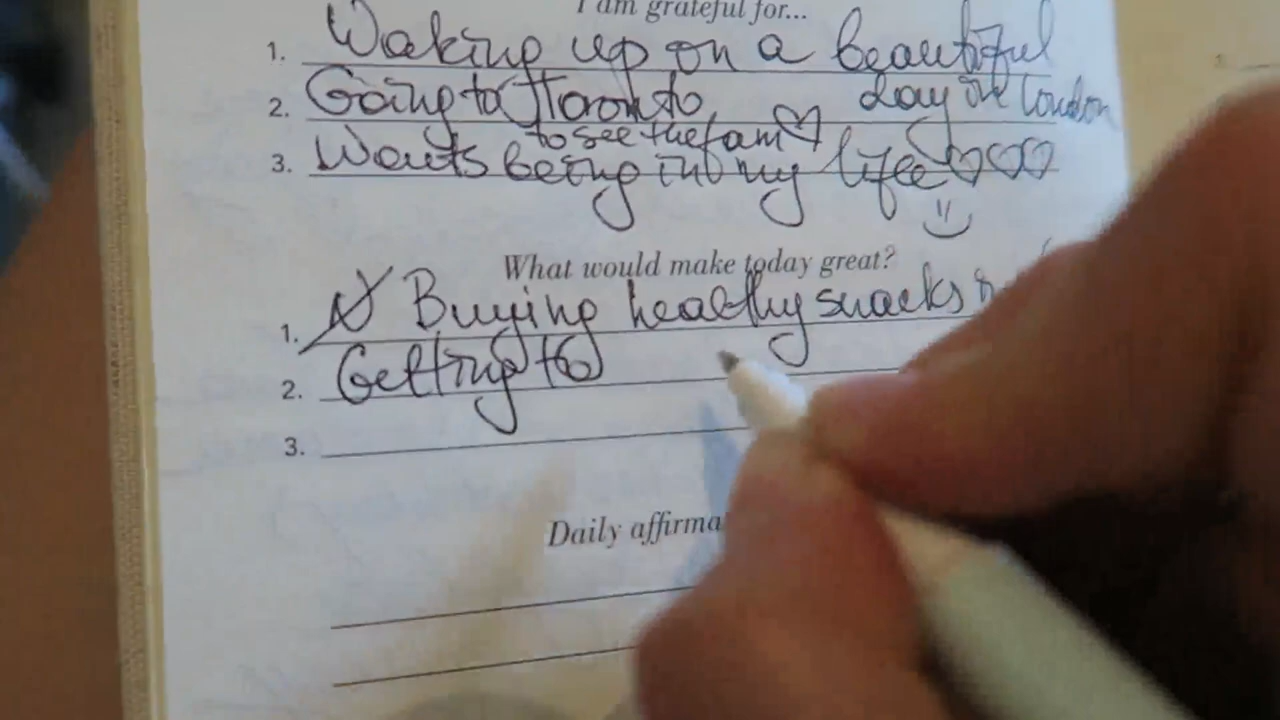 I am grateful for...
1. Waking up on a beautiful
day in London
2. Going to Toronto
to see the fam ♡
3. Wouts being in my life ♡♡♡
What would make today great?
1. Buying healthy snacks
2. Getting to
3.
Daily affirma